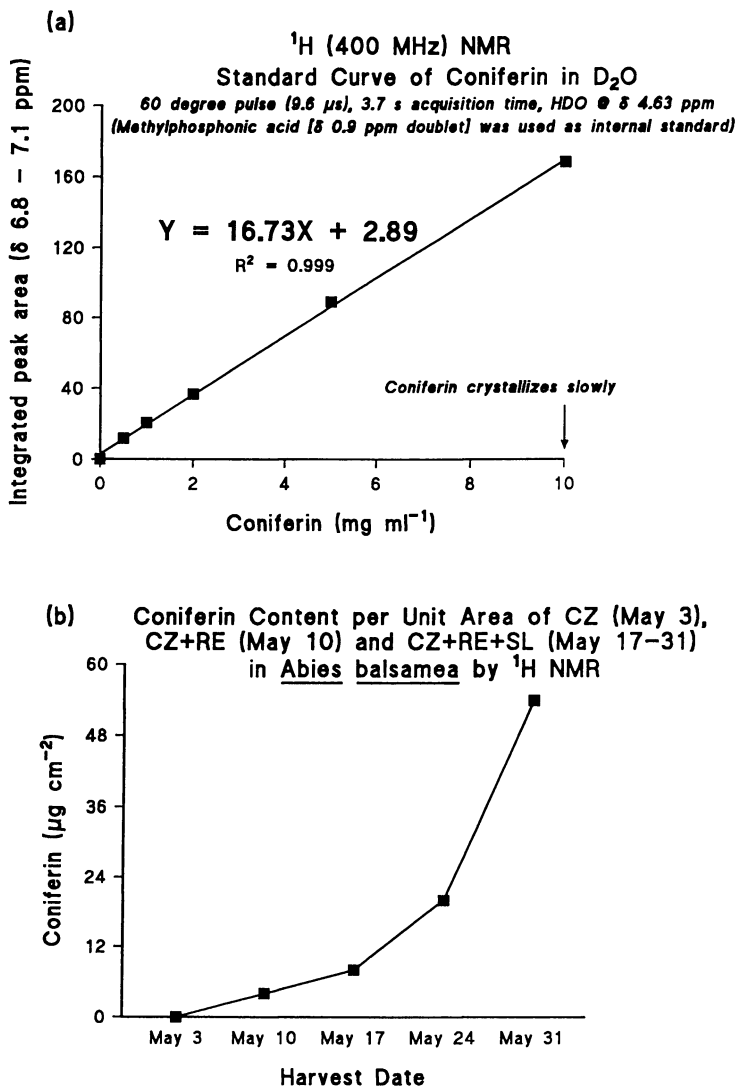 (a)
¹H (400 MHz) NMR
Standard Curve of Coniferin in D₂O
60 degree pulse (9.6 µs), 3.7 s acquisition time, HDO @ δ 4.63 ppm
(Methylphosphonic acid [δ 0.9 ppm doublet] was used as internal standard)
Integrated peak area (δ 6.8 – 7.1 ppm)
200
160
120
80
40
0
Y = 16.73X + 2.89
R² = 0.999
Coniferin crystallizes slowly
0 2 4 6 8 10
Coniferin (mg ml⁻¹)
(b)
Coniferin Content per Unit Area of CZ (May 3),
CZ+RE (May 10) and CZ+RE+SL (May 17–31)
in Abies balsamea by ¹H NMR
Coniferin (µg cm⁻²)
60
48
36
24
12
0
May 3 May 10 May 17 May 24 May 31
Harvest Date